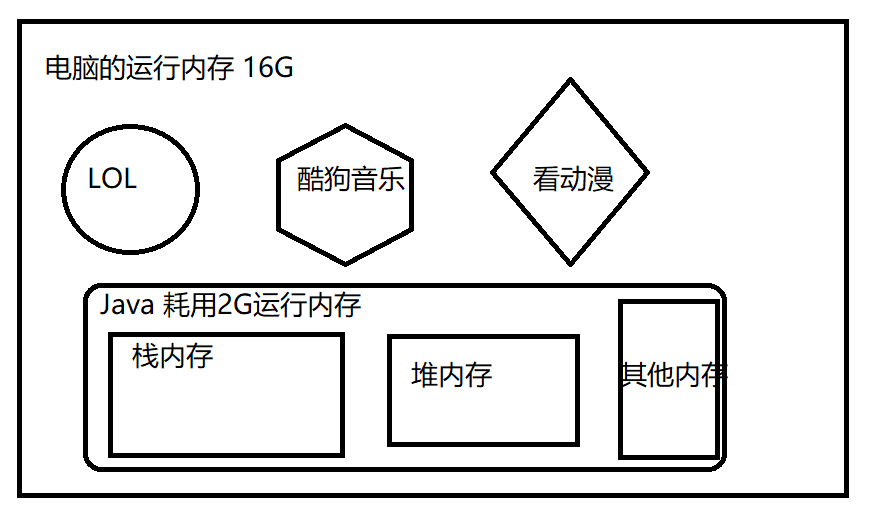 电脑的运行内存 16G
LOL
酷狗音乐
看动漫
Java 耗用2G运行内存
栈内存
堆内存
其他内存